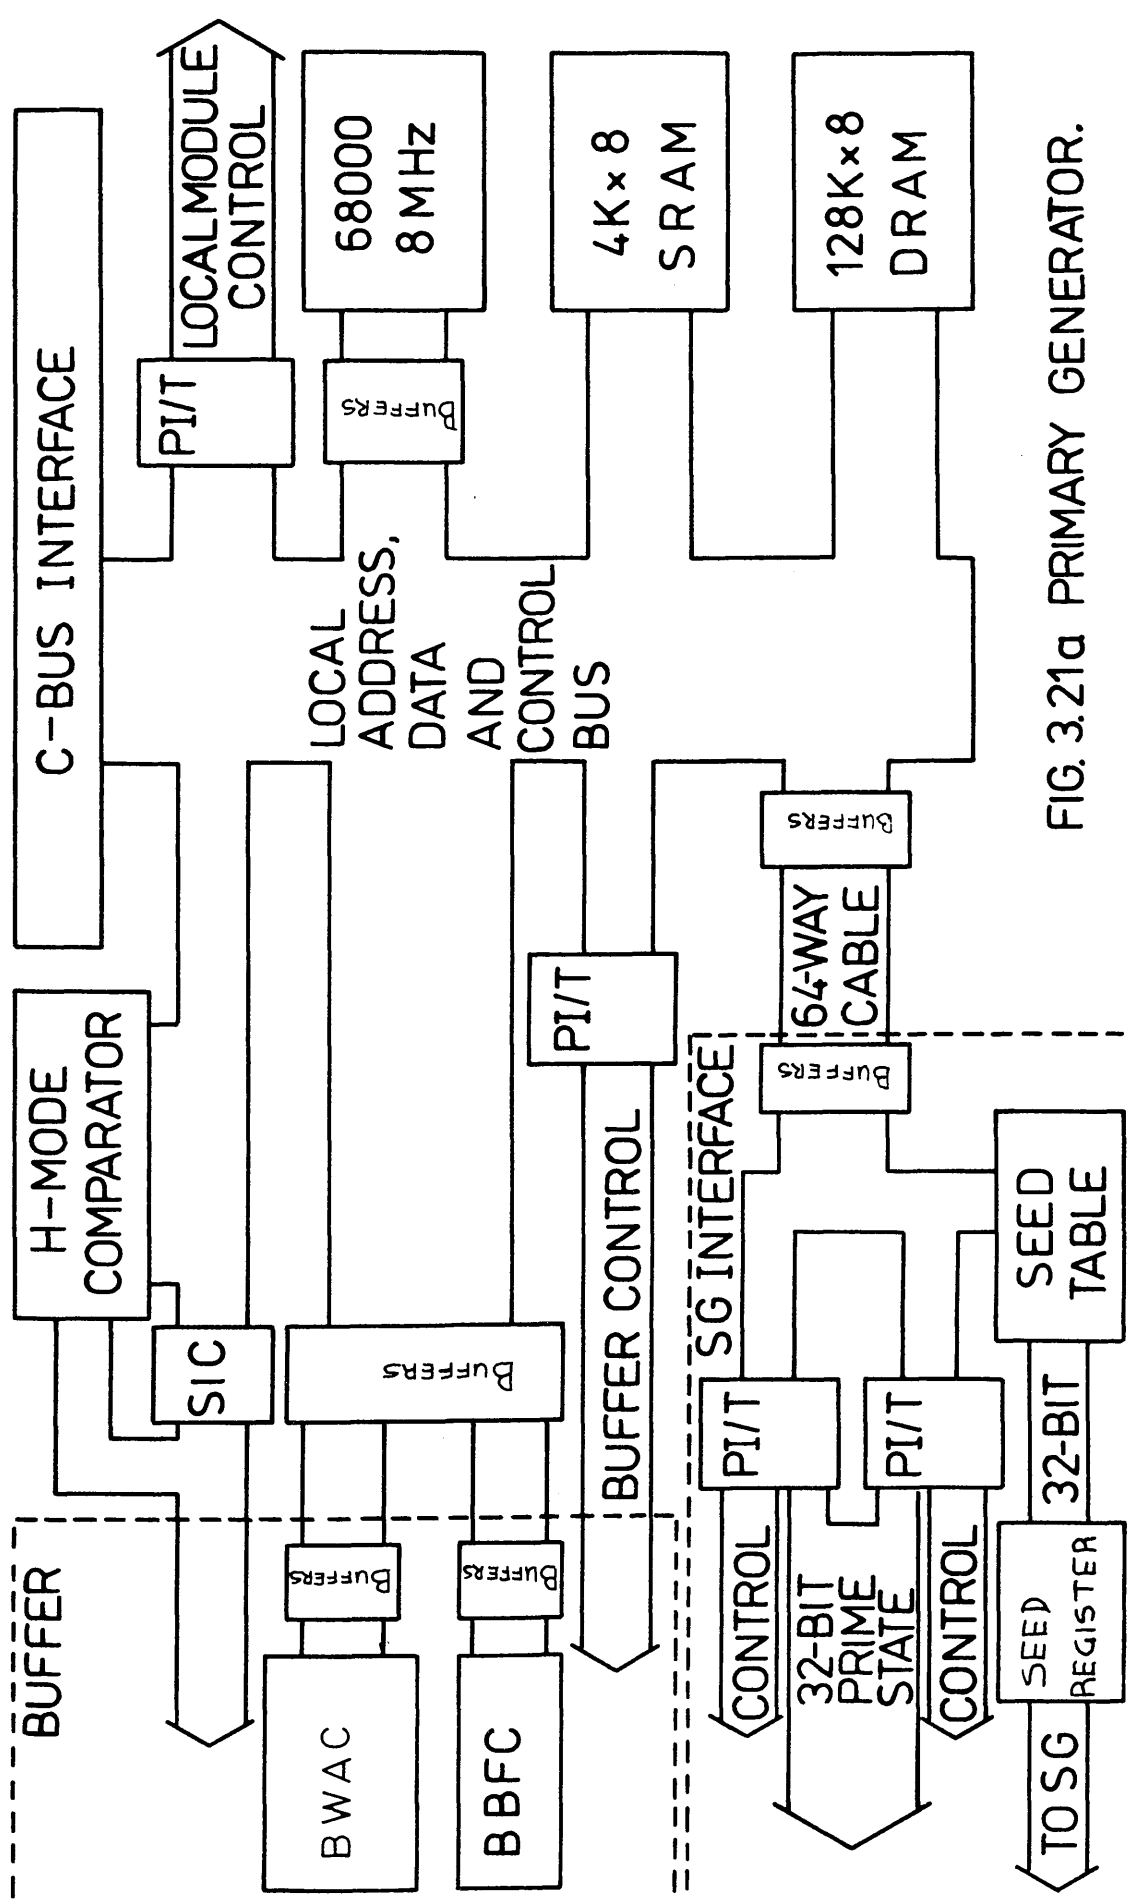 BUFFER
BWAC
BBFC
BUFFERS
BUFFERS
H-MODE
COMPARATOR
SIC
BUFFERS
BUFFER CONTROL
PI/T
C-BUS INTERFACE
LOCAL
ADDRESS,
DATA
AND
CONTROL
BUS
PI/T
LOCAL MODULE
CONTROL
BUFFERS
68000
8MHz
4K×8
SRAM
128K×8
DRAM
BUFFERS
64-WAY
CABLE
BUFFERS
SG INTERFACE
PI/T
PI/T
CONTROL
32-BIT
PRIME
STATE
CONTROL
SEED
TABLE
32-BIT
SEED
REGISTER
TO SG
FIG. 3.21a PRIMARY GENERATOR.